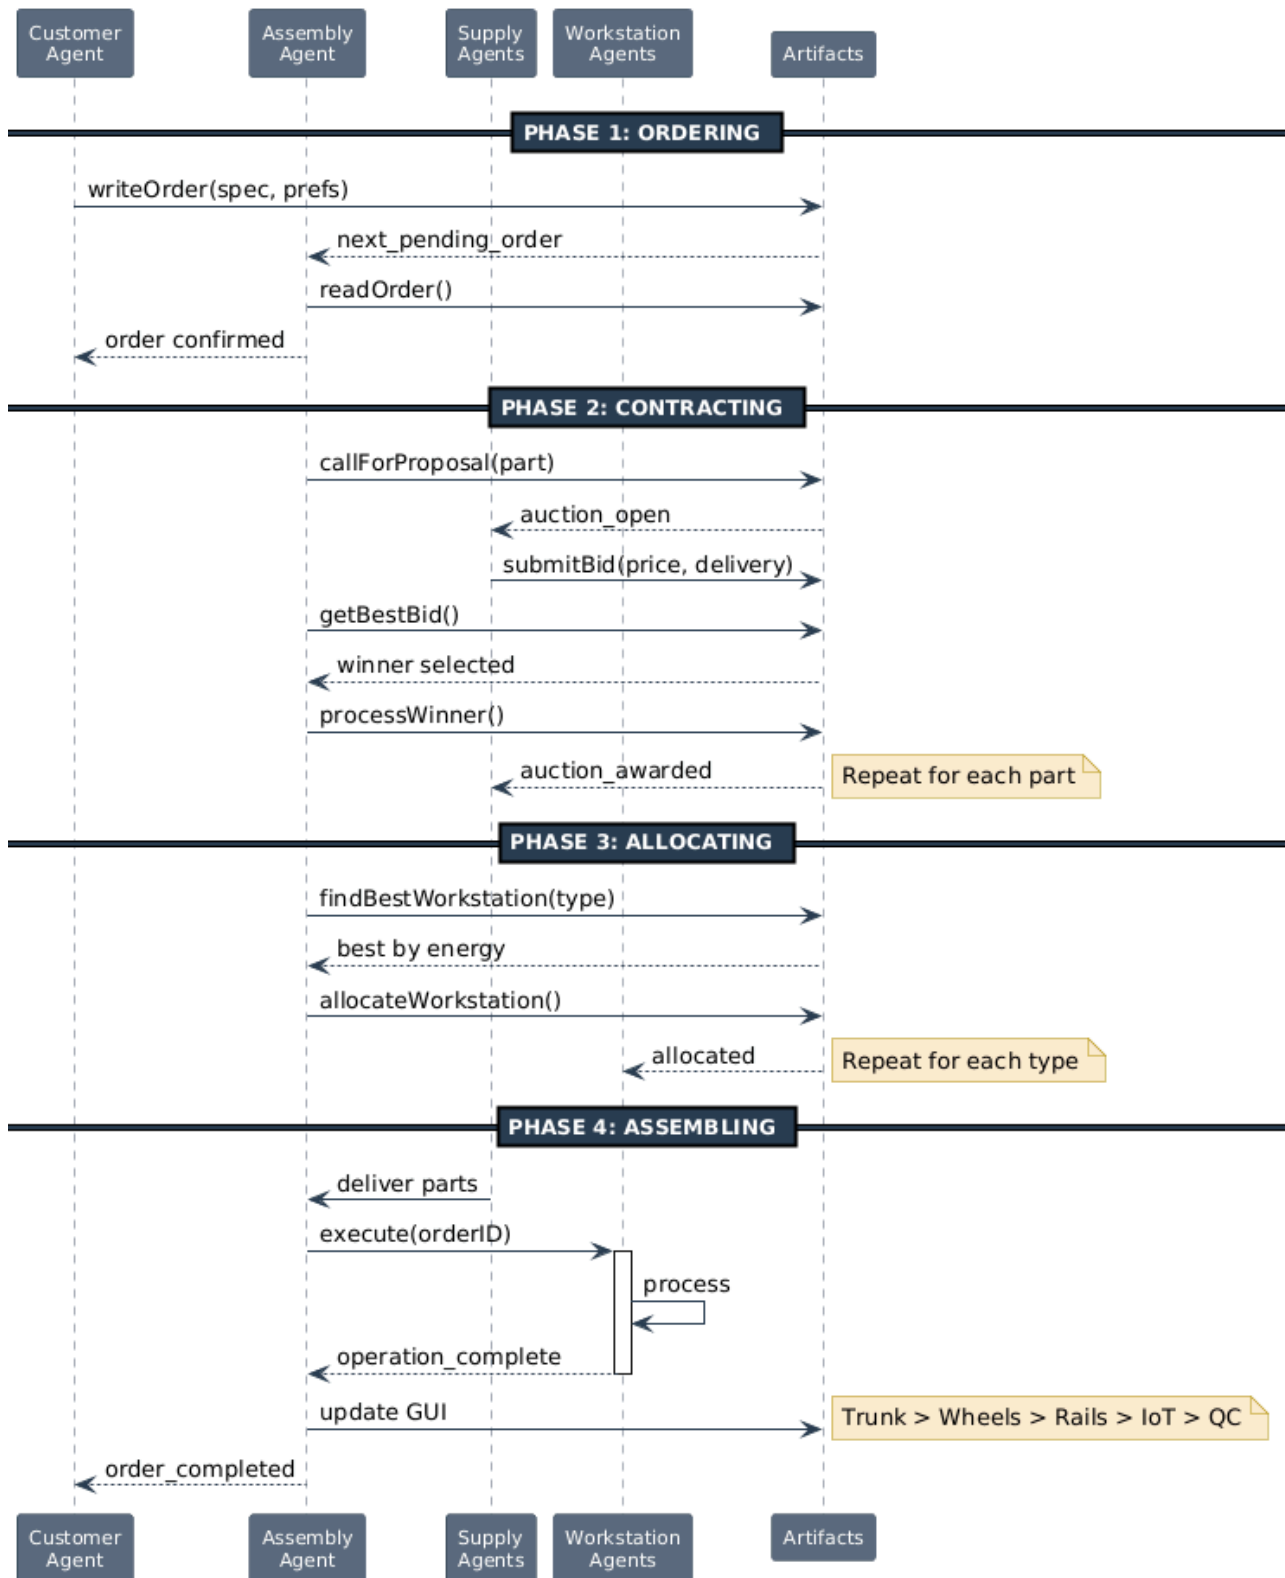 Customer
Agent
Assembly
Agent
Supply
Agents
Workstation
Agents
Artifacts
PHASE 1: ORDERING
writeOrder(spec, prefs)
next_pending_order
readOrder()
order confirmed
PHASE 2: CONTRACTING
callForProposal(part)
auction_open
submitBid(price, delivery)
getBestBid()
winner selected
processWinner()
auction_awarded
Repeat for each part
PHASE 3: ALLOCATING
findBestWorkstation(type)
best by energy
allocateWorkstation()
allocated
Repeat for each type
PHASE 4: ASSEMBLING
deliver parts
execute(orderID)
process
operation_complete
update GUI
Trunk > Wheels > Rails > IoT > QC
order_completed
Customer
Agent
Assembly
Agent
Supply
Agents
Workstation
Agents
Artifacts